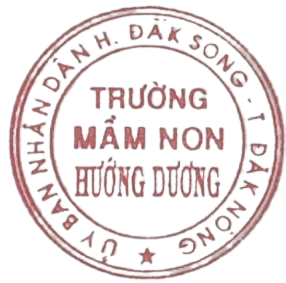 ỦY BAN NHÂN DÂN H. ĐĂK SONG - T ĐĂK NÔNG
TRƯỜNG
MẦM NON
HƯỚNG DƯƠNG